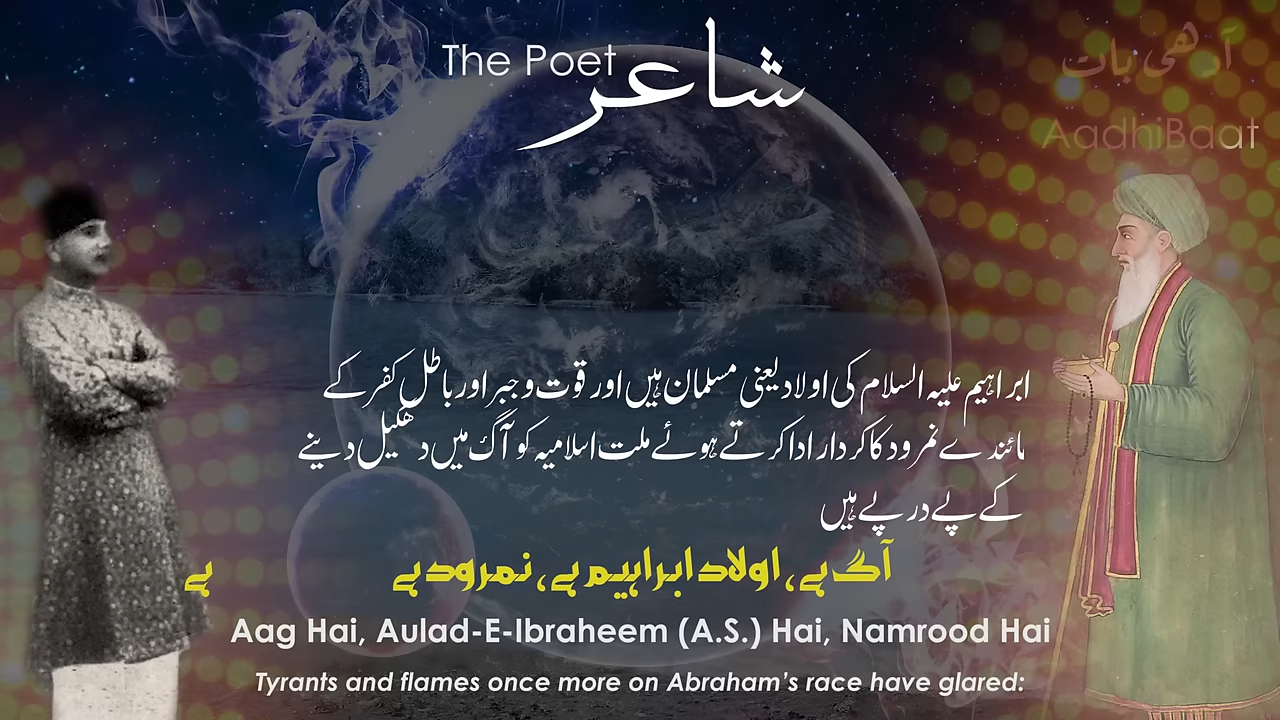 The Poet شاعر
آدھی بات
AadhiBaat
ابراہیم علیہ السلام کی اولاد یعنی مسلمان ہیں اور قوت و جبر اور باطل کفر کے
مائندے نمرود کا کردار ادا کرتے ہوئے ملت اسلامیہ کو آگ میں دھکیل دینے
کے پے در پے ہیں
آگ ہے، اولاد ابراہیم ہے، نمرود ہے ہے
Aag Hai, Aulad-E-Ibraheem (A.S.) Hai, Namrood Hai
Tyrants and flames once more on Abraham's race have glared: